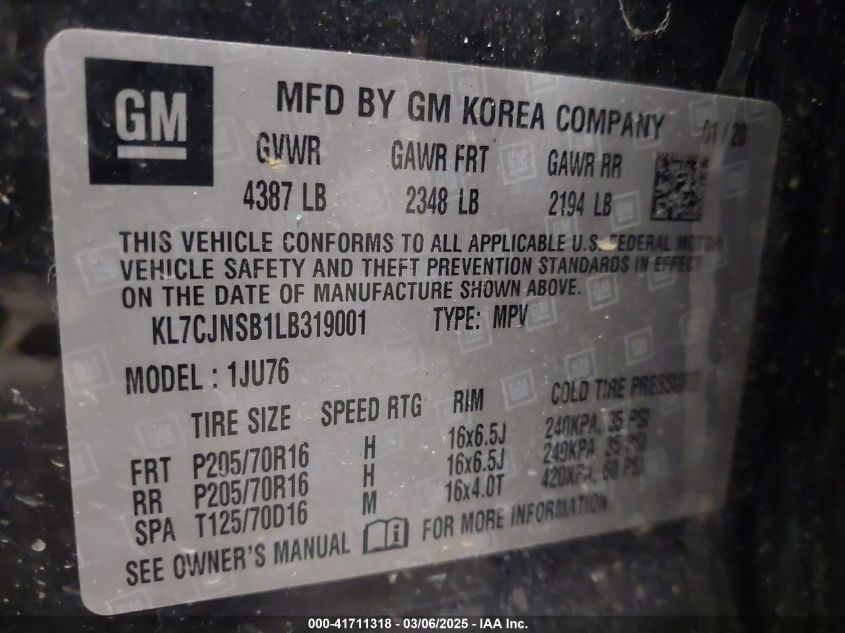 GM
MFD BY GM KOREA COMPANY 01 / 20
GVWR GAWR FRT GAWR RR
4387 LB 2348 LB 2194 LB
THIS VEHICLE CONFORMS TO ALL APPLICABLE U.S. FEDERAL MOTOR
VEHICLE SAFETY AND THEFT PREVENTION STANDARDS IN EFFECT
ON THE DATE OF MANUFACTURE SHOWN ABOVE.
KL7CJNSB1LB319001 TYPE: MPV
MODEL : 1JU76
TIRE SIZE SPEED RTG RIM COLD TIRE PRESSURE
FRT P205/70R16 H 16x6.5J 240KPA, 35 PSI
RR P205/70R16 H 16x6.5J 240KPA, 35 PSI
SPA T125/70D16 M 16x4.0T 420KPA, 60 PSI
SEE OWNER'S MANUAL FOR MORE INFORMATION
000-41711318 - 03/06/2025 - IAA Inc.